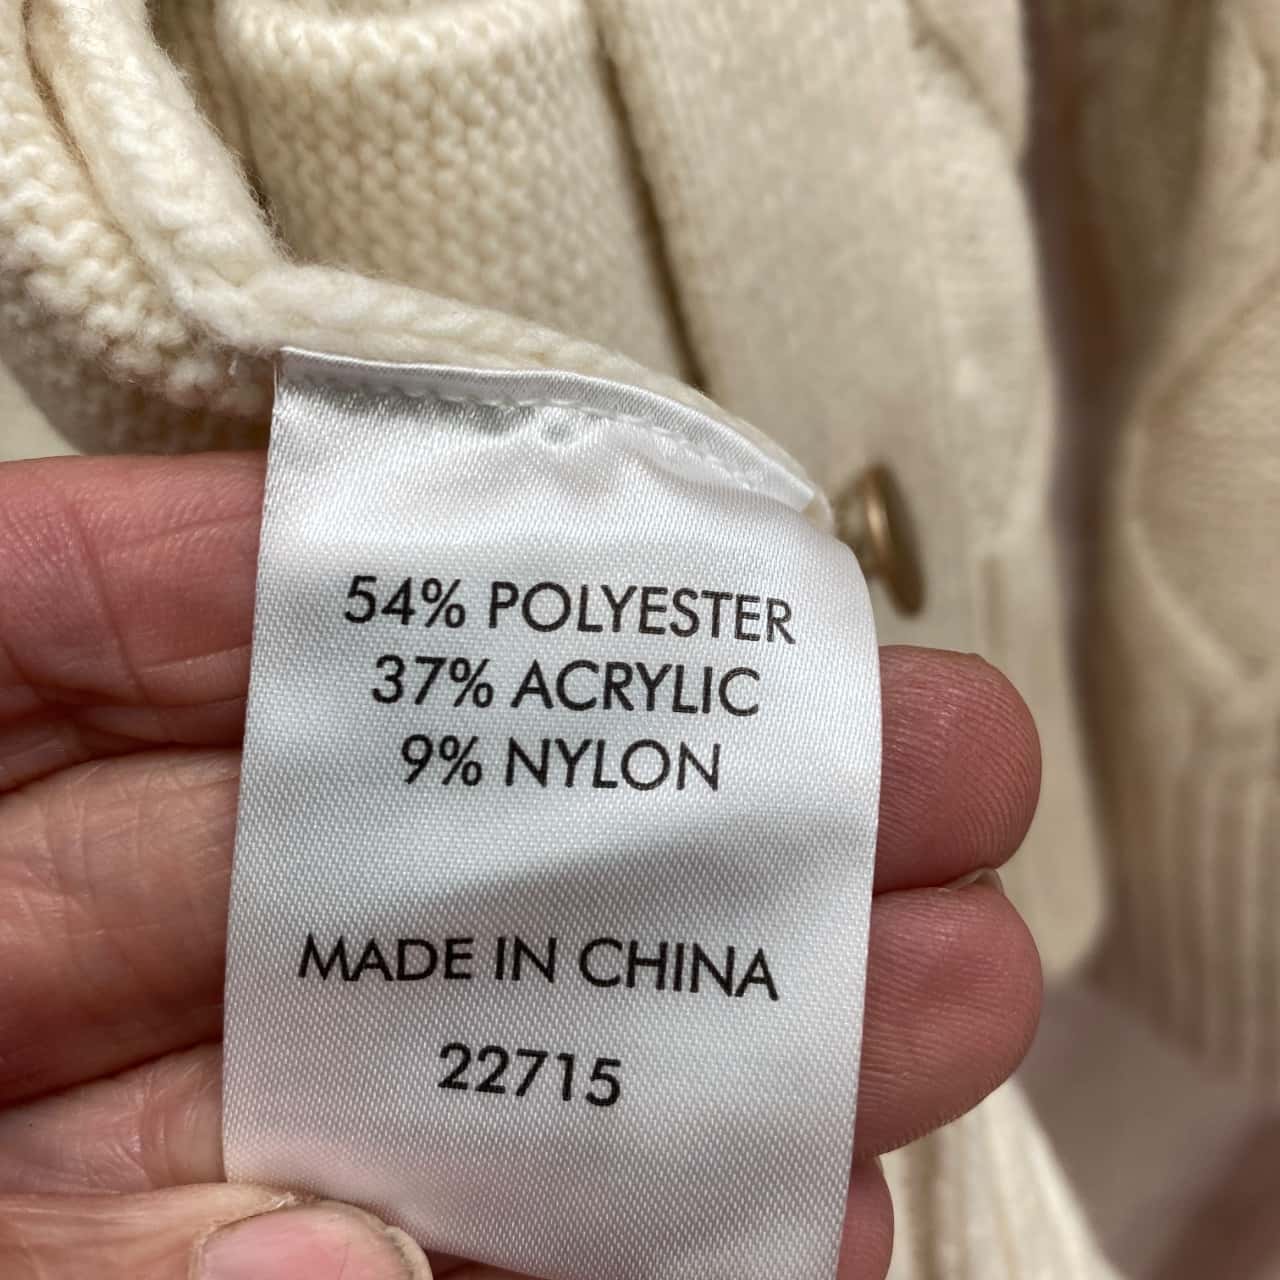 54% POLYESTER
37% ACRYLIC
9% NYLON
MADE IN CHINA
22715